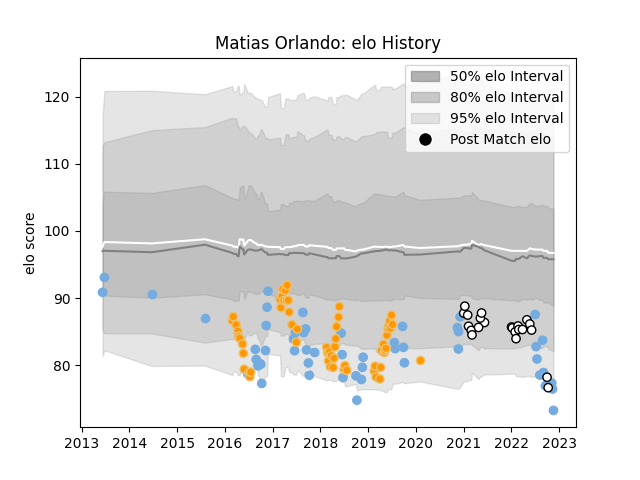 Matias Orlando: elo History
50% elo Interval
80% elo Interval
95% elo Interval
Post Match elo
elo score
120
110
100
90
80
2013 2014 2015 2016 2017 2018 2019 2020 2021 2022 2023